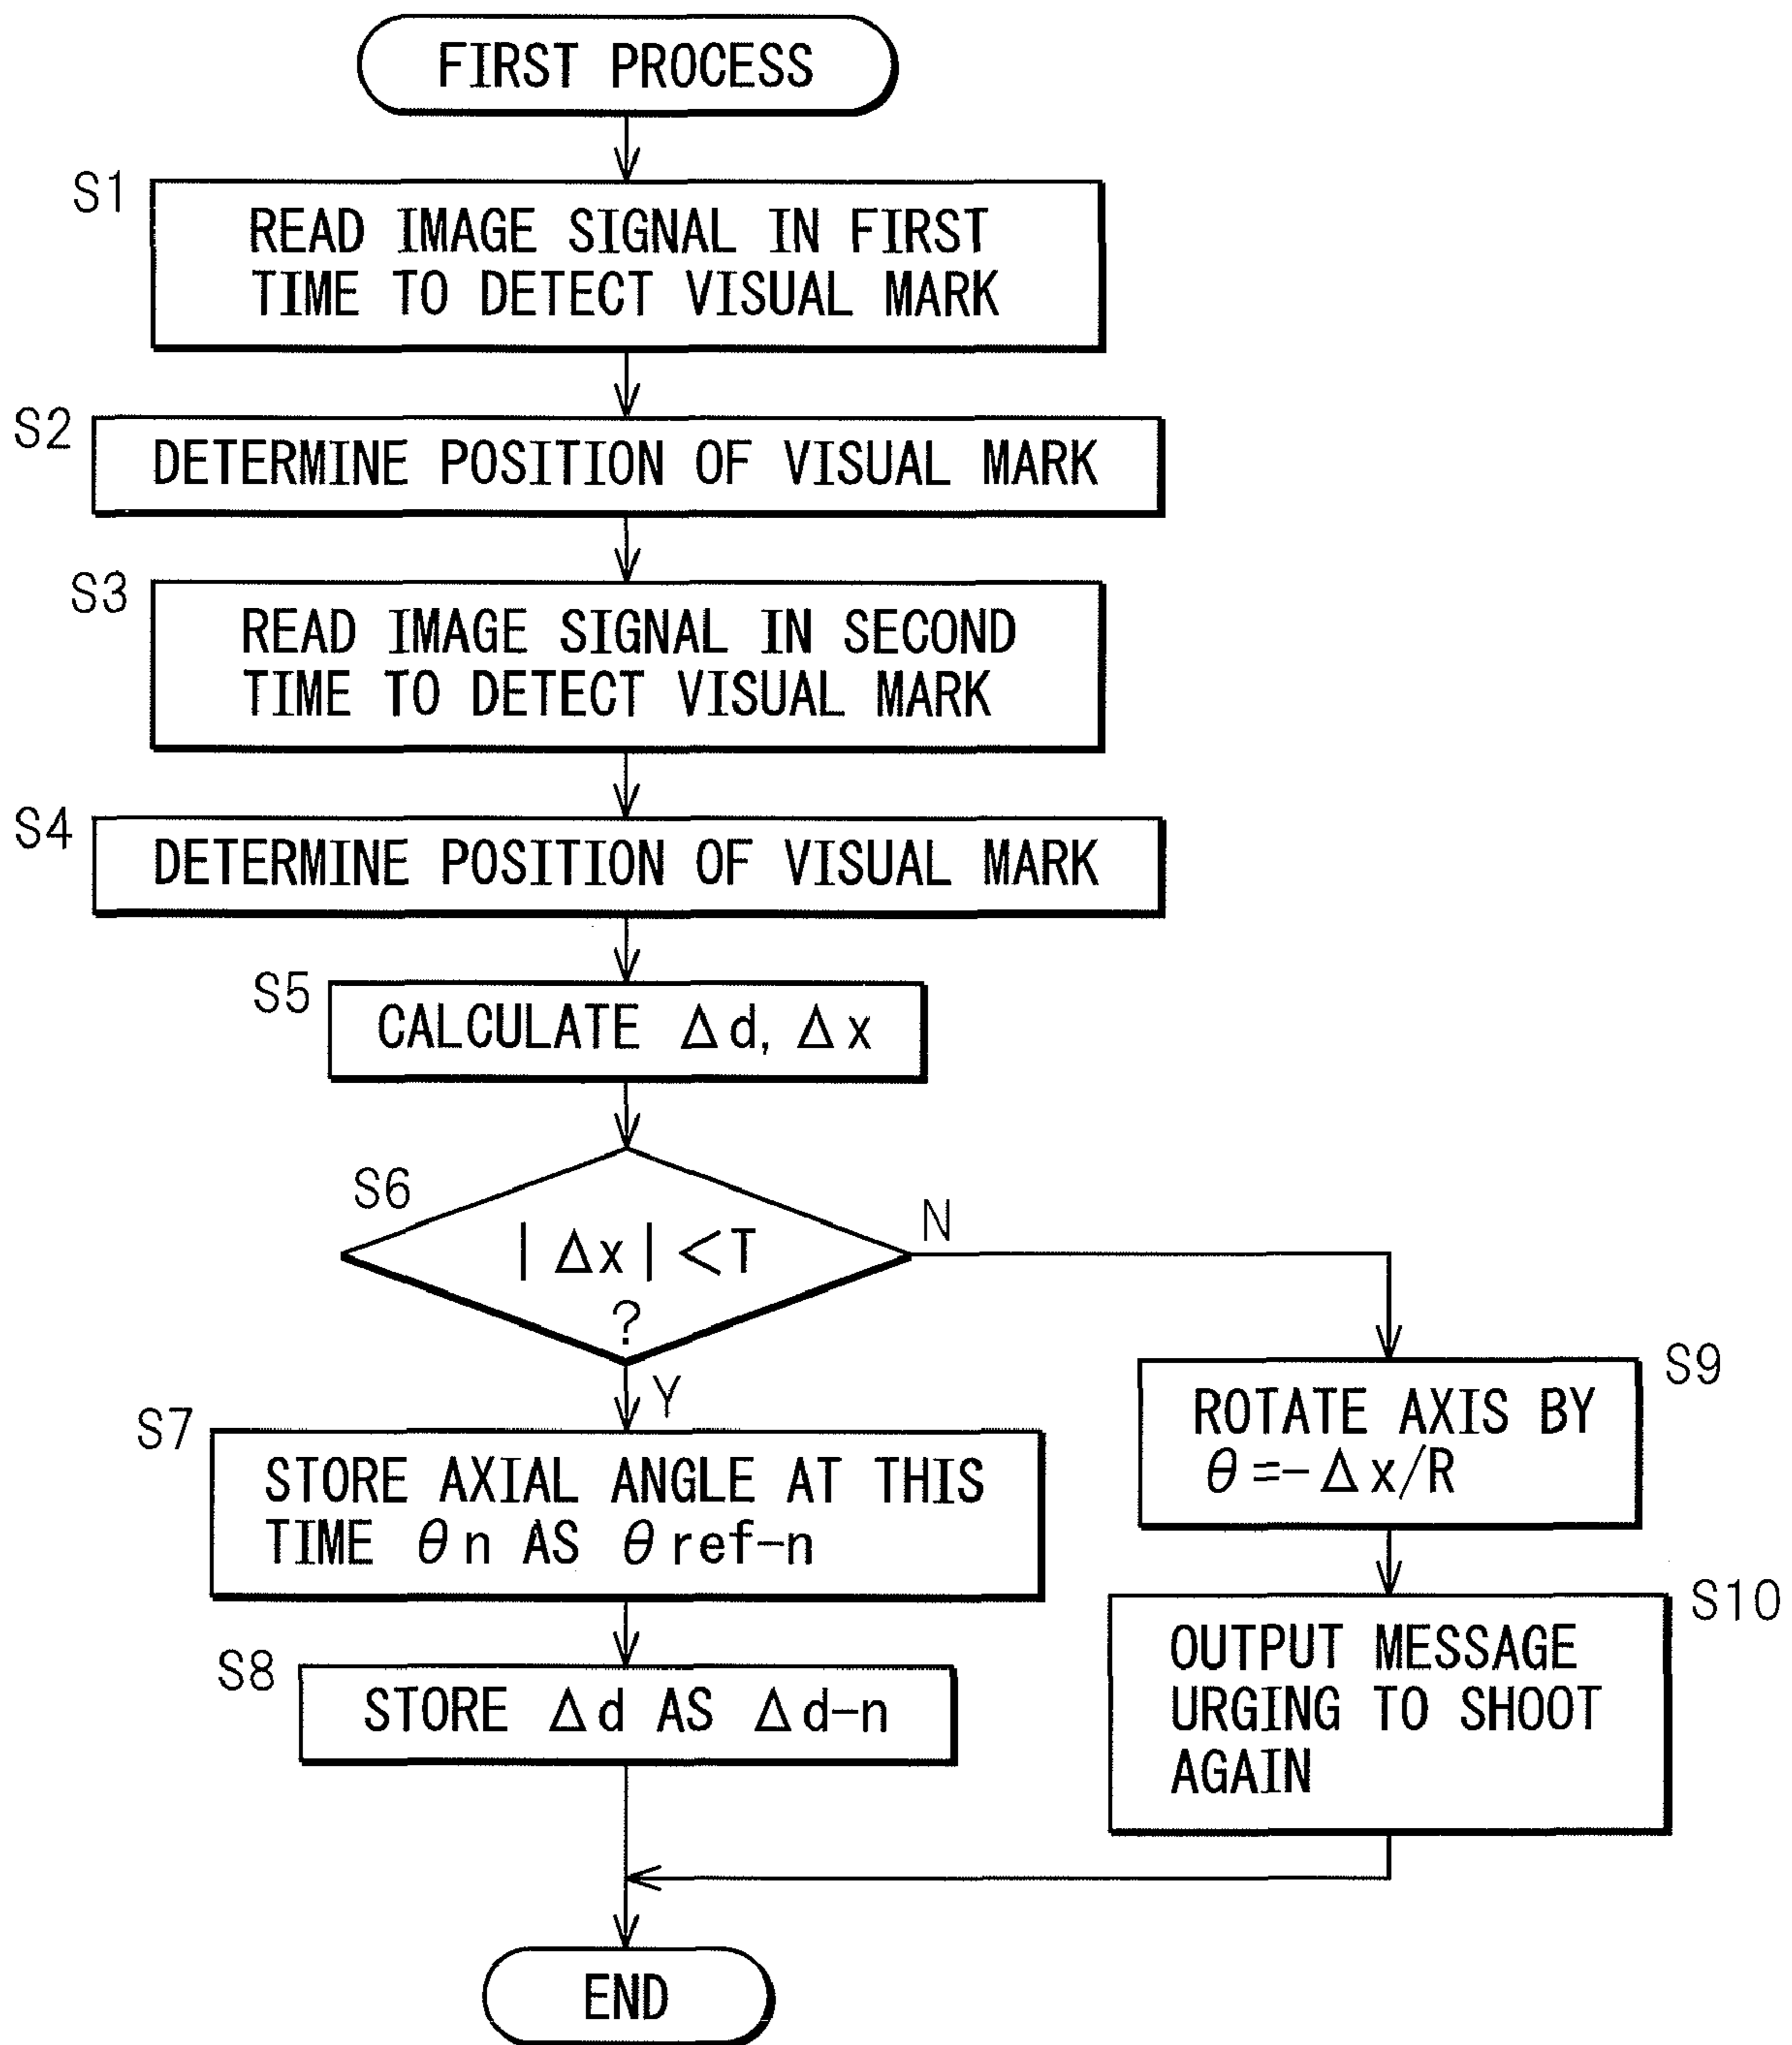 FIRST PROCESS
S1
READ IMAGE SIGNAL IN FIRST
TIME TO DETECT VISUAL MARK
S2
DETERMINE POSITION OF VISUAL MARK
S3
READ IMAGE SIGNAL IN SECOND
TIME TO DETECT VISUAL MARK
S4
DETERMINE POSITION OF VISUAL MARK
S5
CALCULATE Δd, Δx
S6
|Δx|<T
?
N
Y
S7
STORE AXIAL ANGLE AT THIS
TIME θn AS θref-n
S8
STORE Δd AS Δd-n
S9
ROTATE AXIS BY
θ=-Δx/R
S10
OUTPUT MESSAGE
URGING TO SHOOT
AGAIN
END